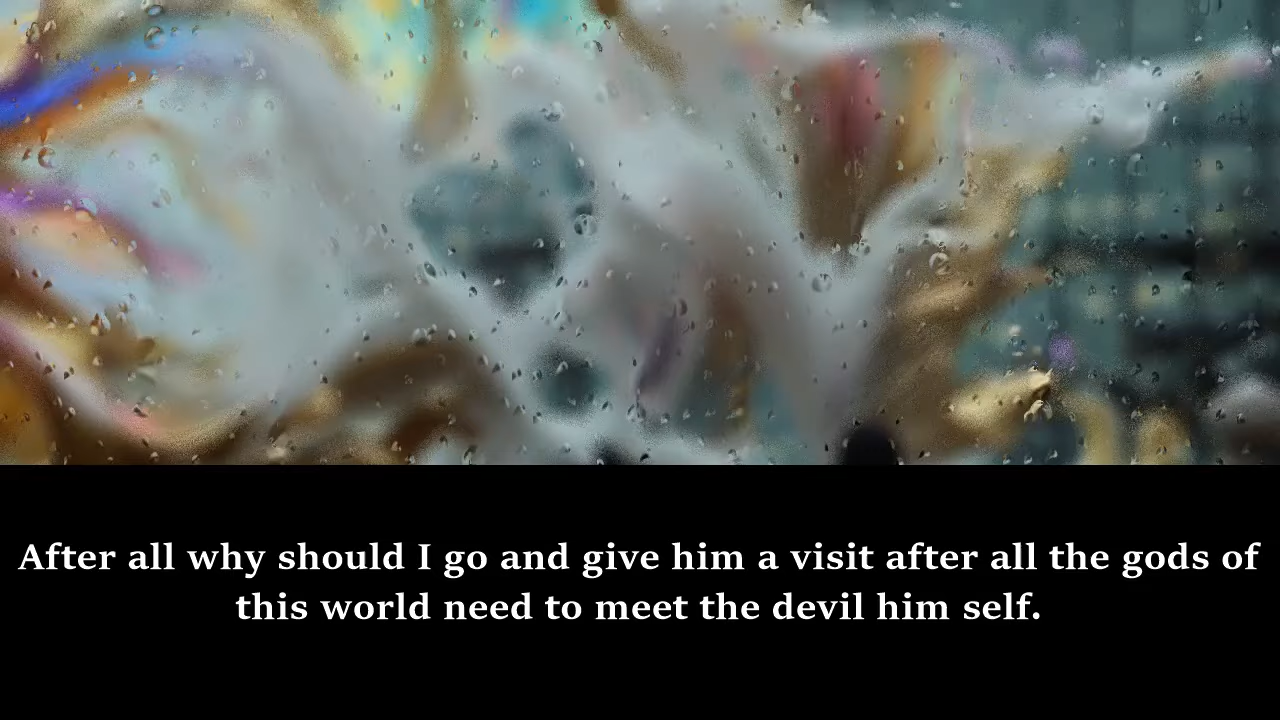 After all why should I go and give him a visit after all the gods of
this world need to meet the devil him self.